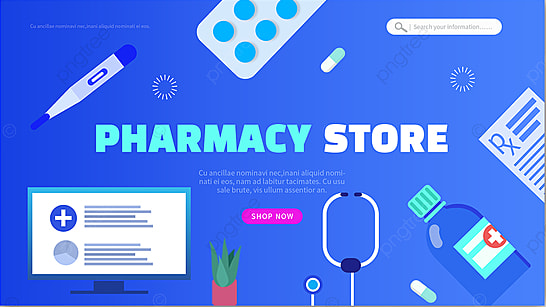 Cu ancillae nominavi nec,inani aliquid nominavi
Search your information......
PHARMACY STORE
Rx
Cu ancillae nominavi nec,inani aliquid nomi-
nati ei eos, nam ad labitur tacimates. Cu usu
sale brute, vis ullum assentior an.
SHOP NOW